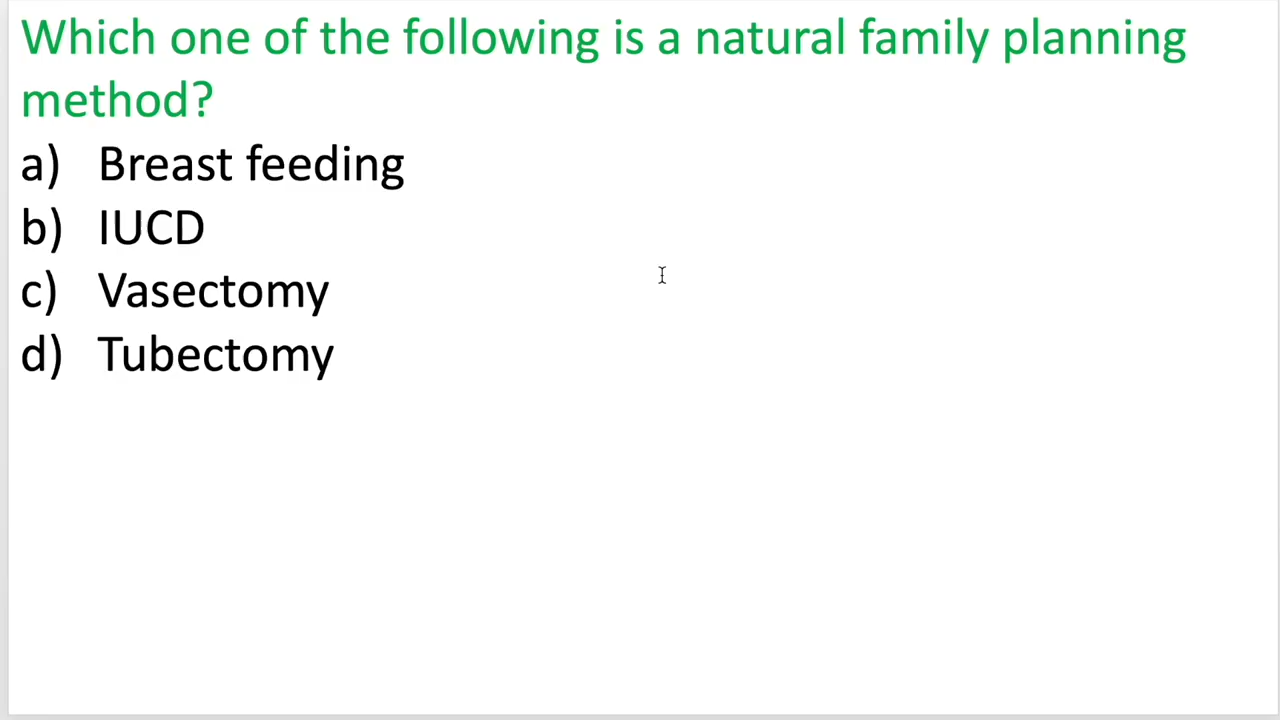 Which one of the following is a natural family planning
method?
a) Breast feeding
b) IUCD
c) Vasectomy
d) Tubectomy